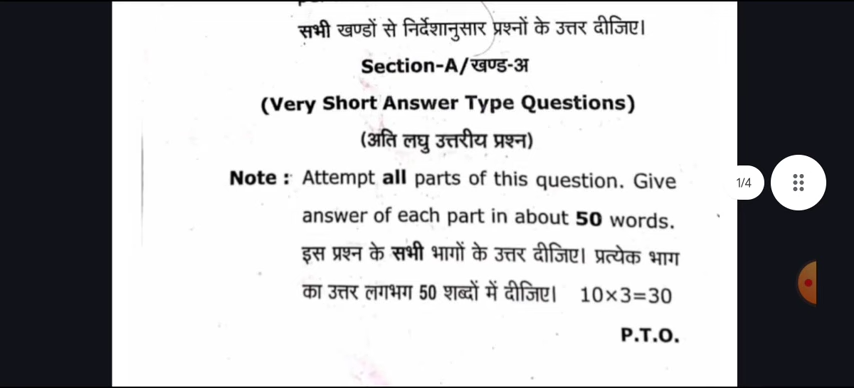 सभी खण्डों से निर्देशानुसार प्रश्नों के उत्तर दीजिए।
Section-A/खण्ड-अ
(Very Short Answer Type Questions)
(अति लघु उत्तरीय प्रश्न)
Note : Attempt all parts of this question. Give
answer of each part in about 50 words.
इस प्रश्न के सभी भागों के उत्तर दीजिए। प्रत्येक भाग
का उत्तर लगभग 50 शब्दों में दीजिए। 10×3=30
P.T.O.
1/4